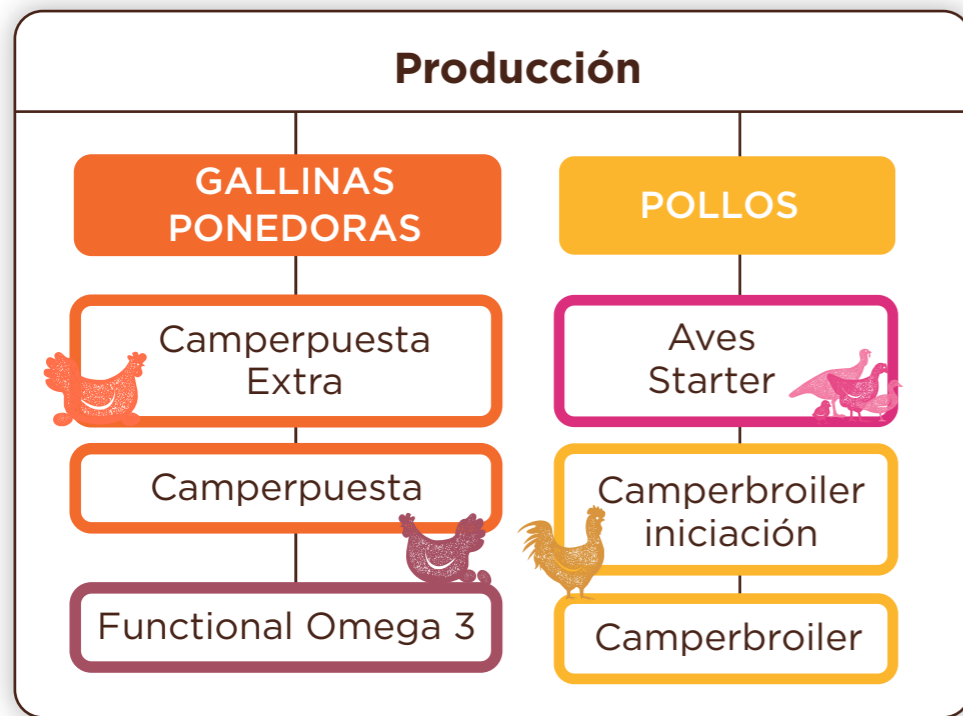 Producción
GALLINAS
PONEDORAS
Camperpuesta
Extra
Camperpuesta
Functional Omega 3
POLLOS
Aves
Starter
Camperbroiler
iniciación
Camperbroiler